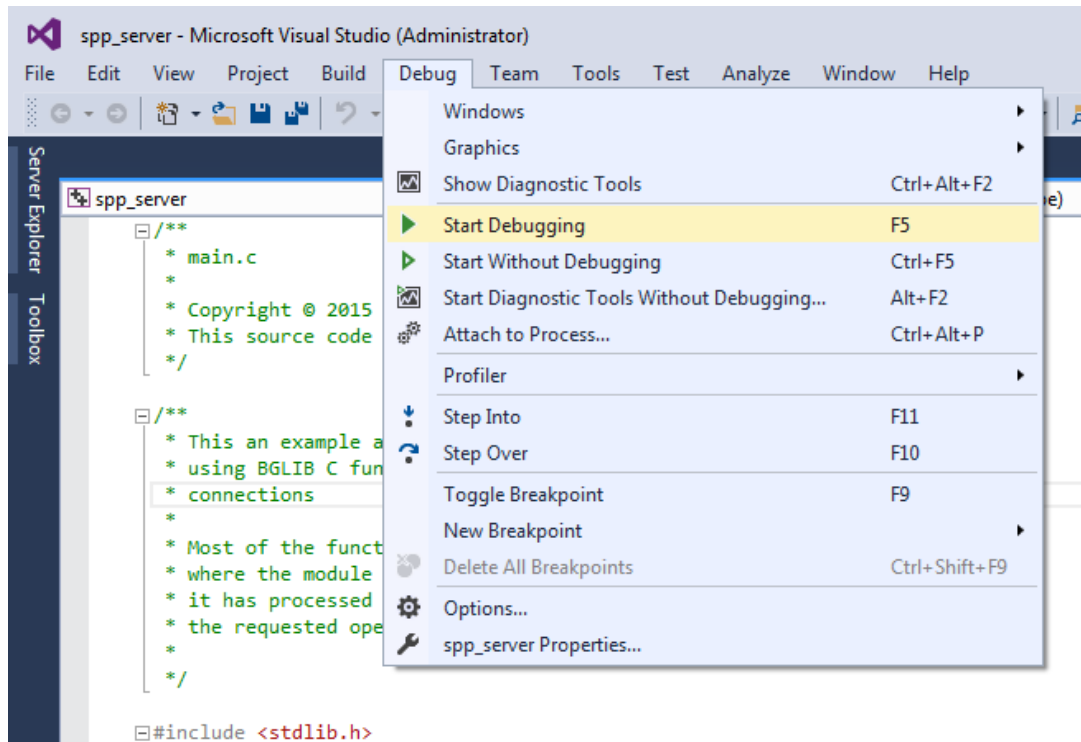 spp_server - Microsoft Visual Studio (Administrator)
File Edit View Project Build Debug Team Tools Test Analyze Window Help
Server Explorer
Toolbox
spp_server
Windows
Graphics
Show Diagnostic Tools Ctrl+Alt+F2
Start Debugging F5
Start Without Debugging Ctrl+F5
Start Diagnostic Tools Without Debugging... Alt+F2
Attach to Process... Ctrl+Alt+P
Profiler
Step Into F11
Step Over F10
Toggle Breakpoint F9
New Breakpoint
Delete All Breakpoints Ctrl+Shift+F9
Options...
spp_server Properties...
/**
* main.c
*
* Copyright © 2015
* This source code
*/
/**
* This an example a
* using BGLIB C fun
* connections
*
* Most of the funct
* where the module
* it has processed
* the requested ope
*
*/
#include <stdlib.h>